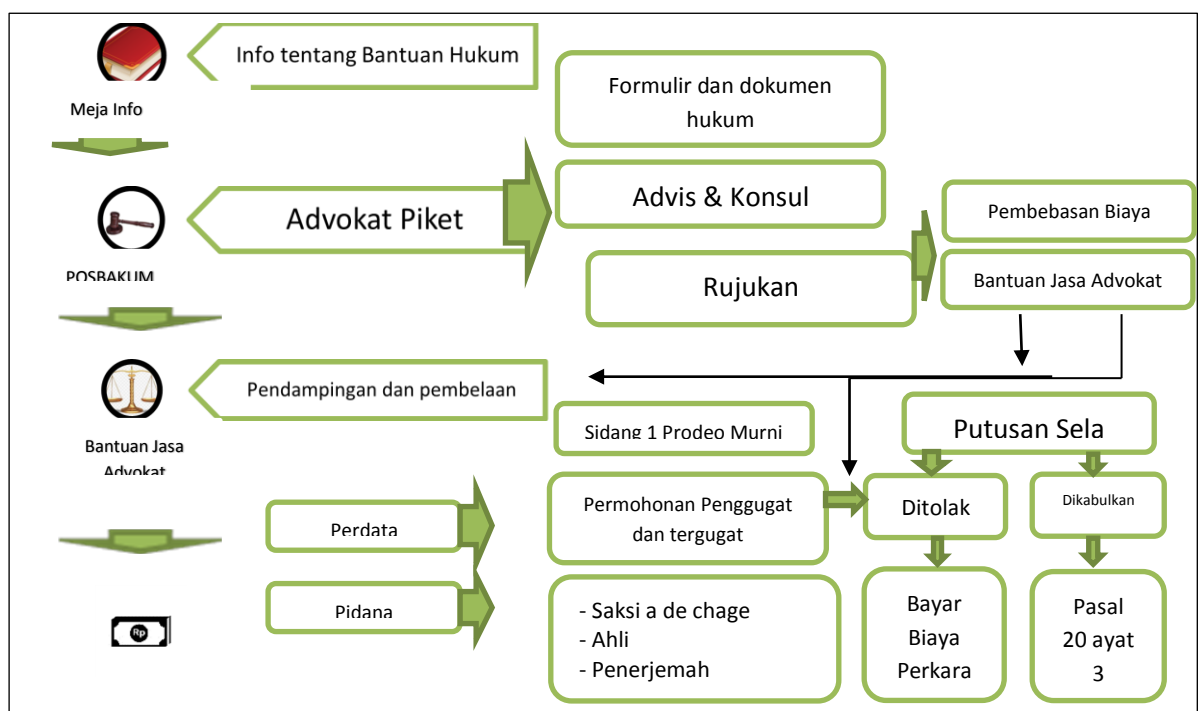 Info tentang Bantuan Hukum
Meja Info
Formulir dan dokumen
hukum
Advokat Piket
Advis & Konsul
POSBAKUM
Rujukan
Pembebasan Biaya
Bantuan Jasa Advokat
Pendampingan dan pembelaan
Bantuan Jasa
Advokat
Sidang 1 Prodeo Murni
Putusan Sela
Perdata
Permohonan Penggugat
dan tergugat
Ditolak
Dikabulkan
Pidana
- Saksi a de chage
- Ahli
- Penerjemah
Bayar
Biaya
Perkara
Pasal
20 ayat
3
Rp